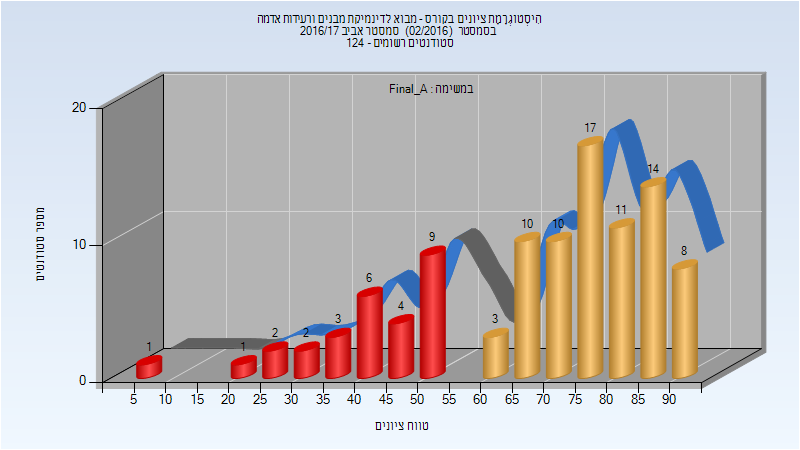 היסטוגרמת ציונים בקורס - מבוא לדינמיקת מבנים ורעידות אדמה
בסמסטר (02/2016) סמסטר אביב 2016/17
סטודנטים רשומים - 124
במשימה : Final_A
מספר סטודנטים
20
10
0
1
1
2
2
3
6
4
9
3
10
10
17
11
14
8
5 10 15 20 25 30 35 40 45 50 55 60 65 70 75 80 85 90
טווח ציונים